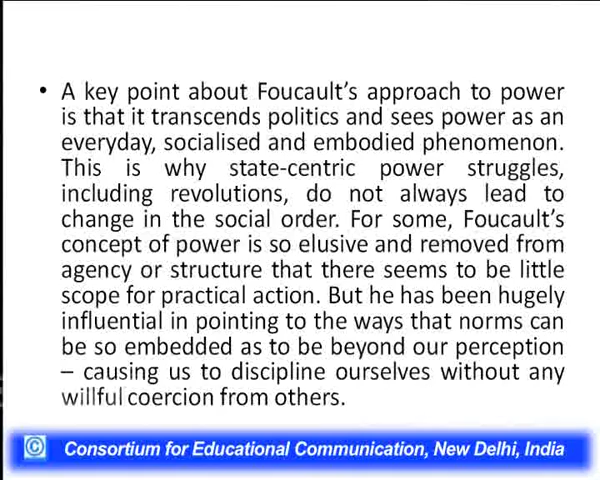 • A key point about Foucault's approach to power
is that it transcends politics and sees power as an
everyday, socialised and embodied phenomenon.
This is why state-centric power struggles,
including revolutions, do not always lead to
change in the social order. For some, Foucault's
concept of power is so elusive and removed from
agency or structure that there seems to be little
scope for practical action. But he has been hugely
influential in pointing to the ways that norms can
be so embedded as to be beyond our perception
– causing us to discipline ourselves without any
willful coercion from others.
© Consortium for Educational Communication, New Delhi, India